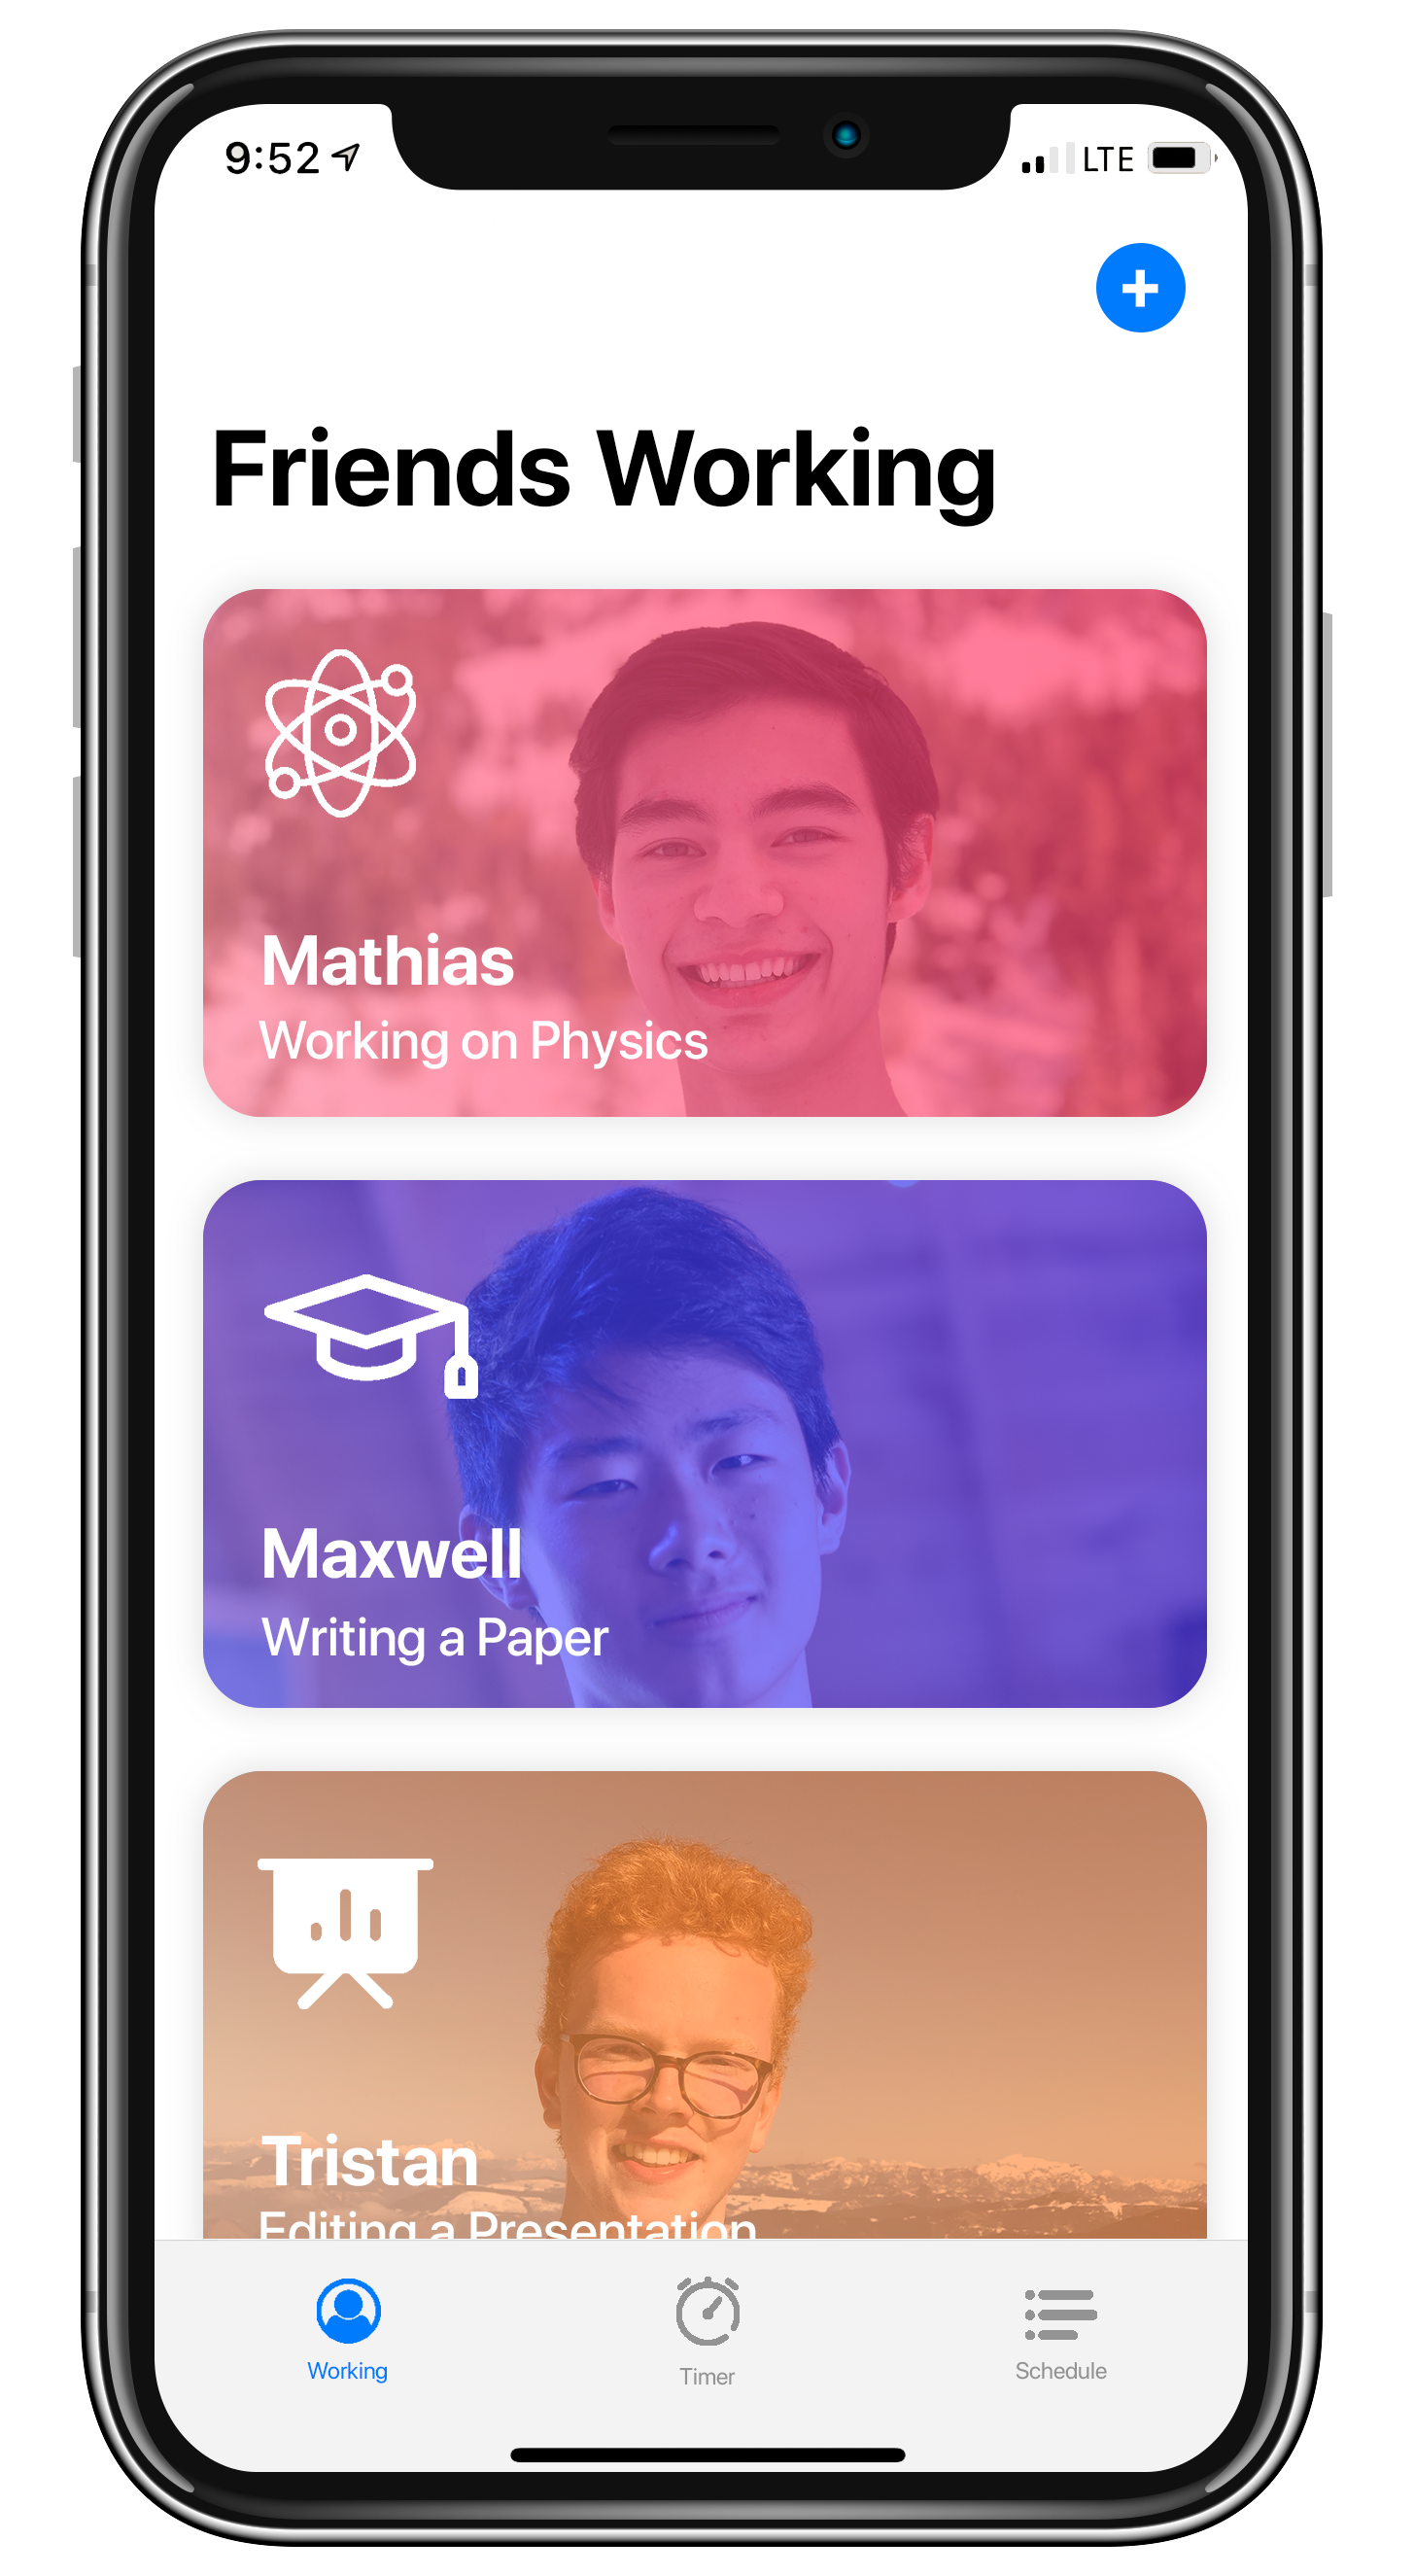 9:52
LTE
Friends Working
Mathias
Working on Physics
Maxwell
Writing a Paper
Tristan
Editing a Presentation
Working
Timer
Schedule